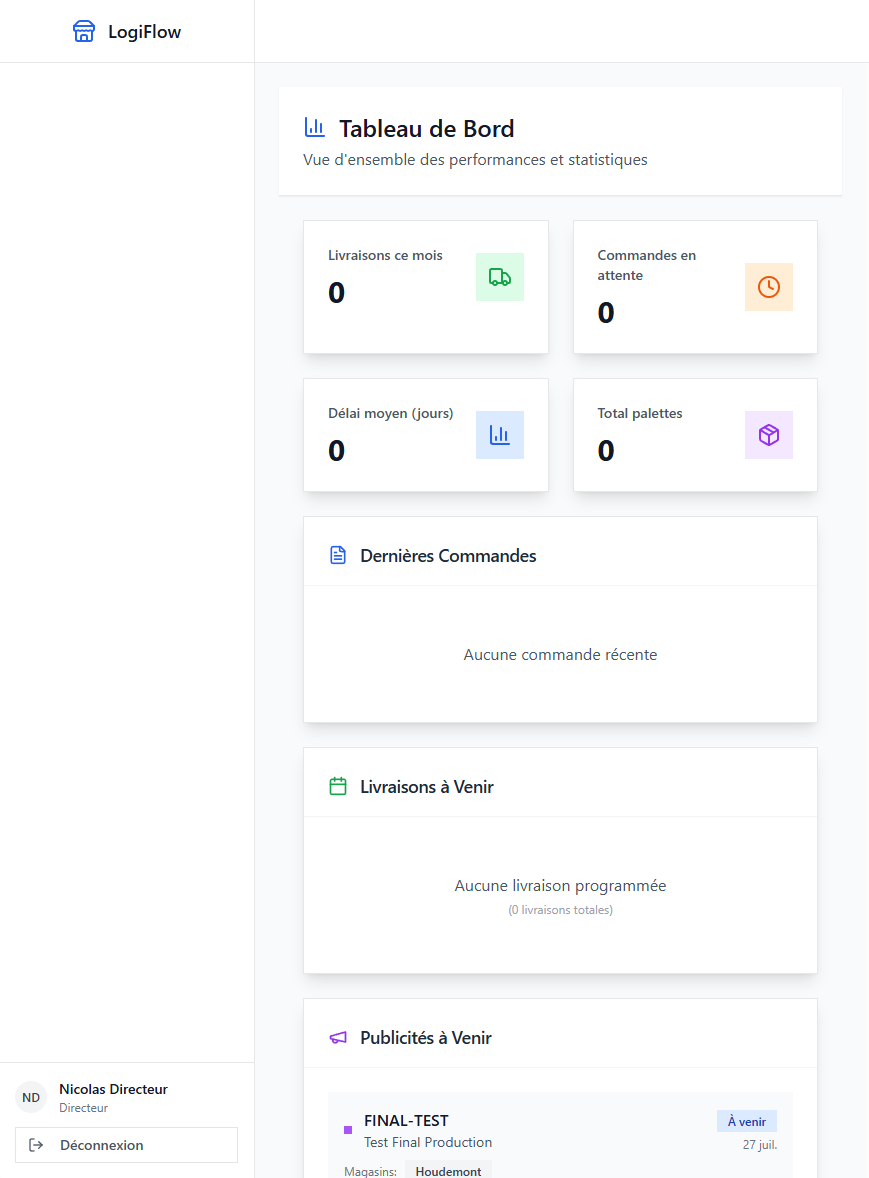 LogiFlow
Tableau de Bord
Vue d'ensemble des performances et statistiques
Livraisons ce mois
0
Commandes en
attente
0
Délai moyen (jours)
0
Total palettes
0
Dernières Commandes
Aucune commande récente
Livraisons à Venir
Aucune livraison programmée
(0 livraisons totales)
Publicités à Venir
FINAL-TEST
À venir
Test Final Production
27 juil.
Magasins:
Houdemont
ND
Nicolas Directeur
Directeur
Déconnexion